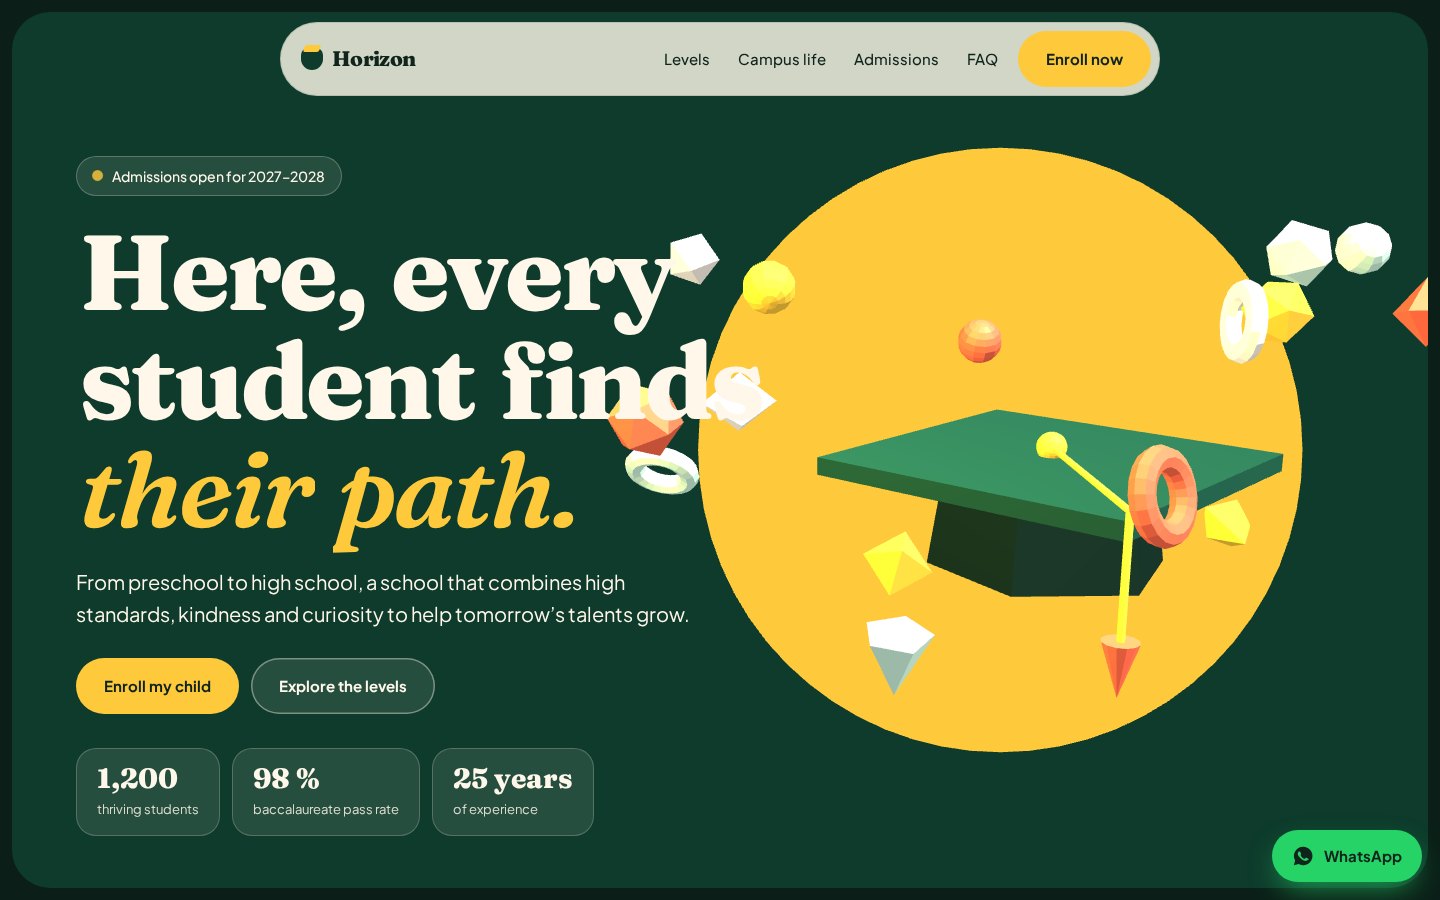 Horizon
Levels
Campus life
Admissions
FAQ
Enroll now
Admissions open for 2027–2028
Here, every
student finds
their path.
From preschool to high school, a school that combines high
standards, kindness and curiosity to help tomorrow’s talents grow.
Enroll my child
Explore the levels
1,200
thriving students
98 %
baccalaureate pass rate
25 years
of experience
WhatsApp